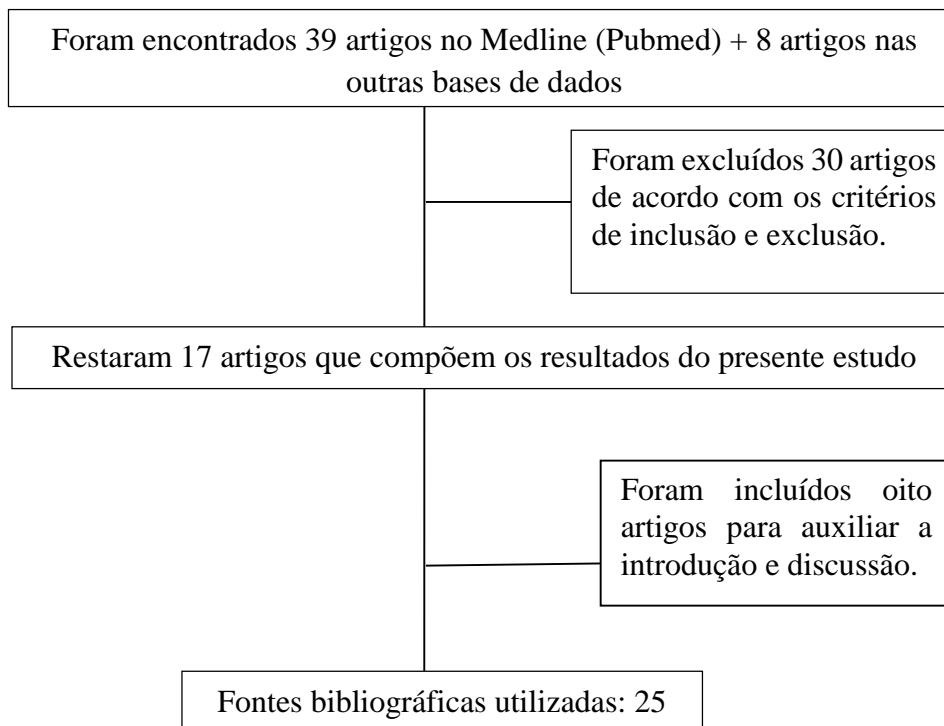 Foram encontrados 39 artigos no Medline (Pubmed) + 8 artigos nas
outras bases de dados
Foram excluídos 30 artigos
de acordo com os critérios
de inclusão e exclusão.
Restaram 17 artigos que compõem os resultados do presente estudo
Foram incluídos oito
artigos para auxiliar a
introdução e discussão.
Fontes bibliográficas utilizadas: 25